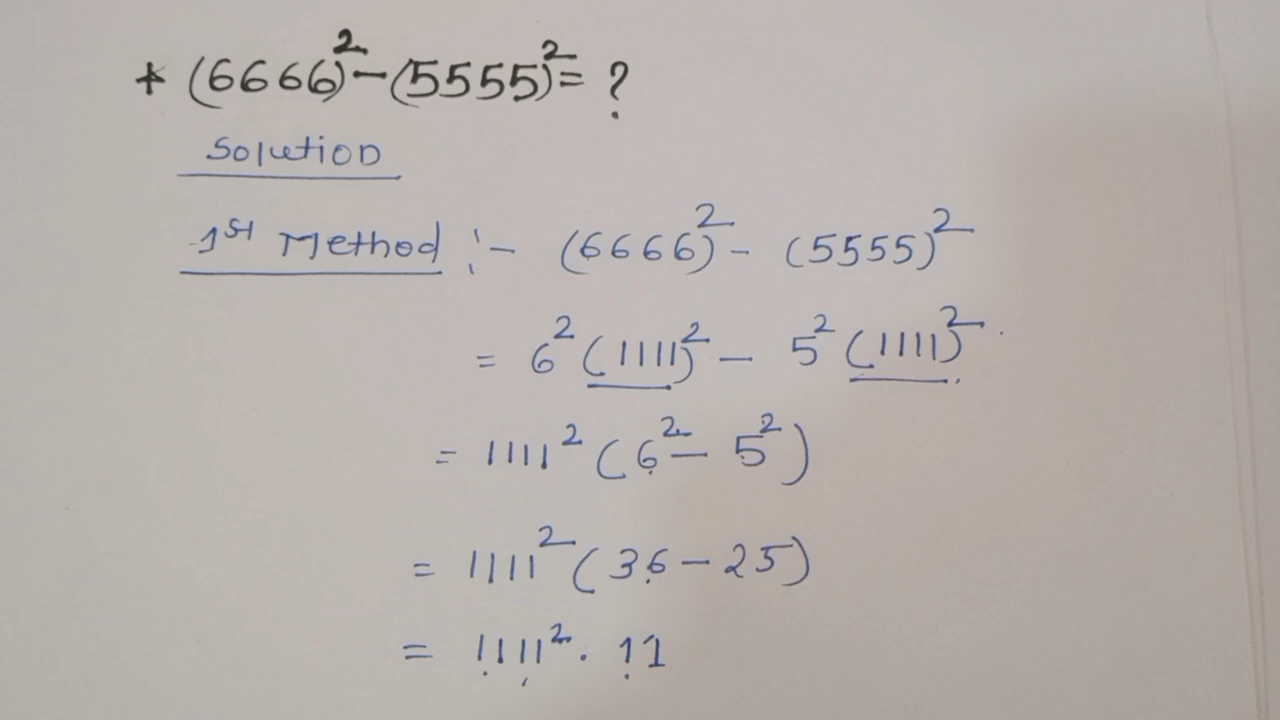 * (6666)² - (5555)² = ?
Solution
1st Method :- (6666)² - (5555)²
= 6² (1111)² - 5² (1111)²
= 1111² (6² - 5²)
= 1111² (36 - 25)
= 1111² . 11